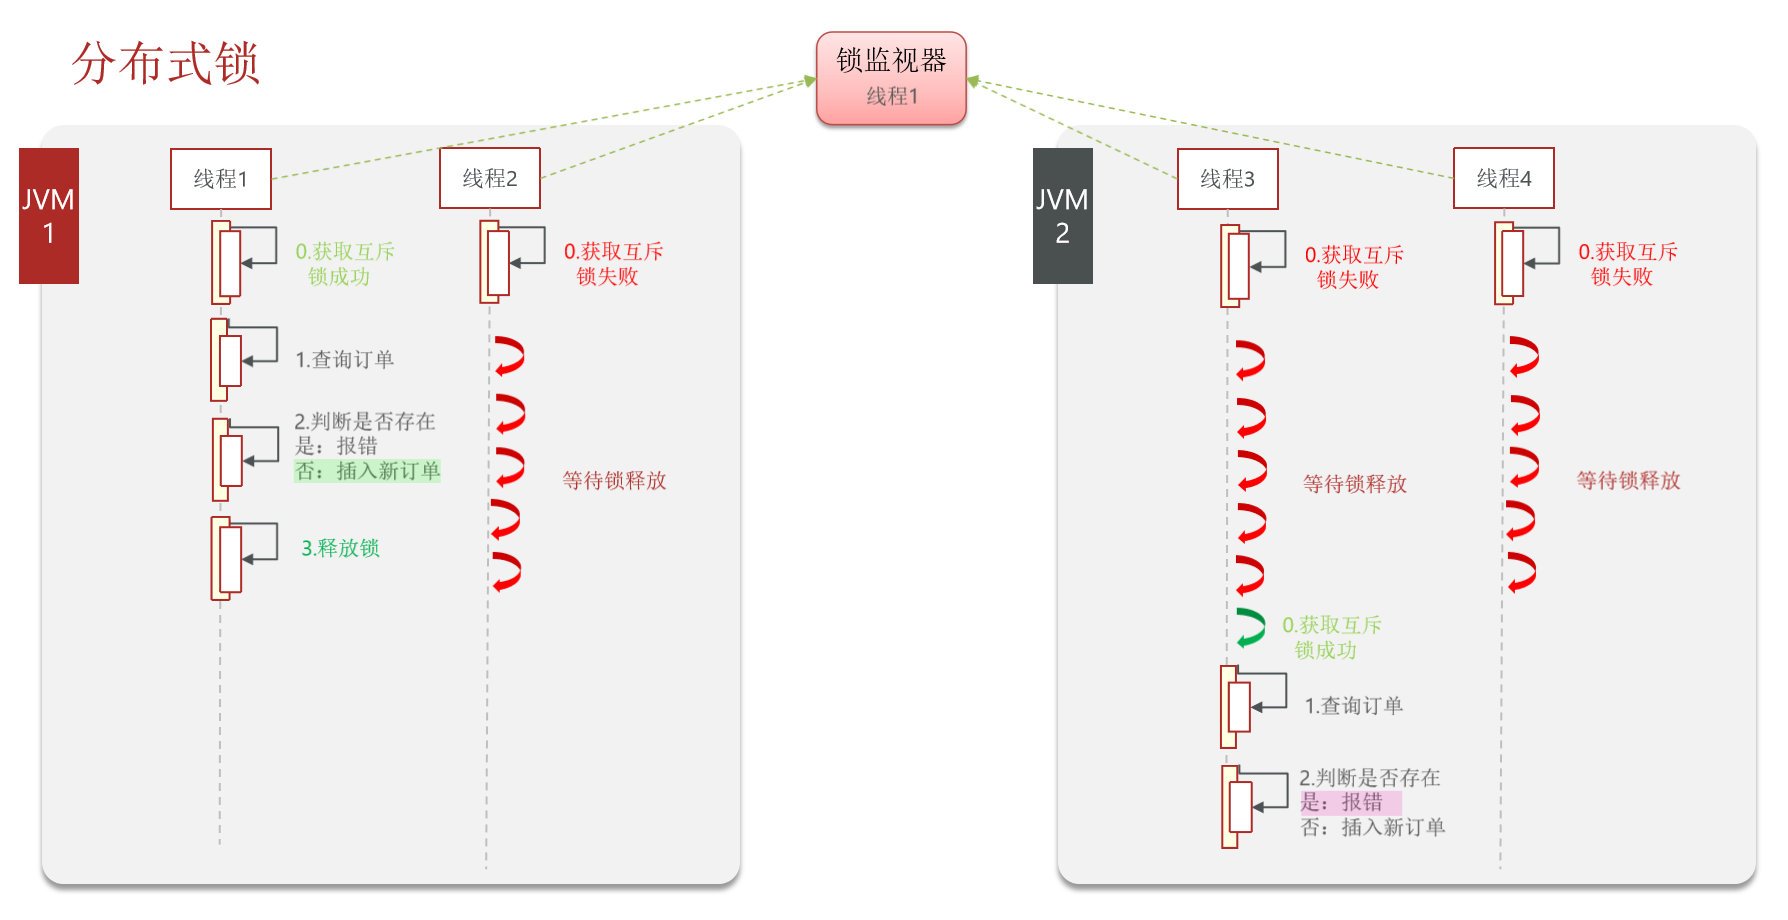 分布式锁
锁监视器
线程1
JVM
1
线程1
0.获取互斥
锁成功
1.查询订单
2.判断是否存在
是：报错
否：插入新订单
3.释放锁
线程2
0.获取互斥
锁失败
等待锁释放
JVM
2
线程3
0.获取互斥
锁失败
等待锁释放
0.获取互斥
锁成功
1.查询订单
2.判断是否存在
是：报错
否：插入新订单
线程4
0.获取互斥
锁失败
等待锁释放